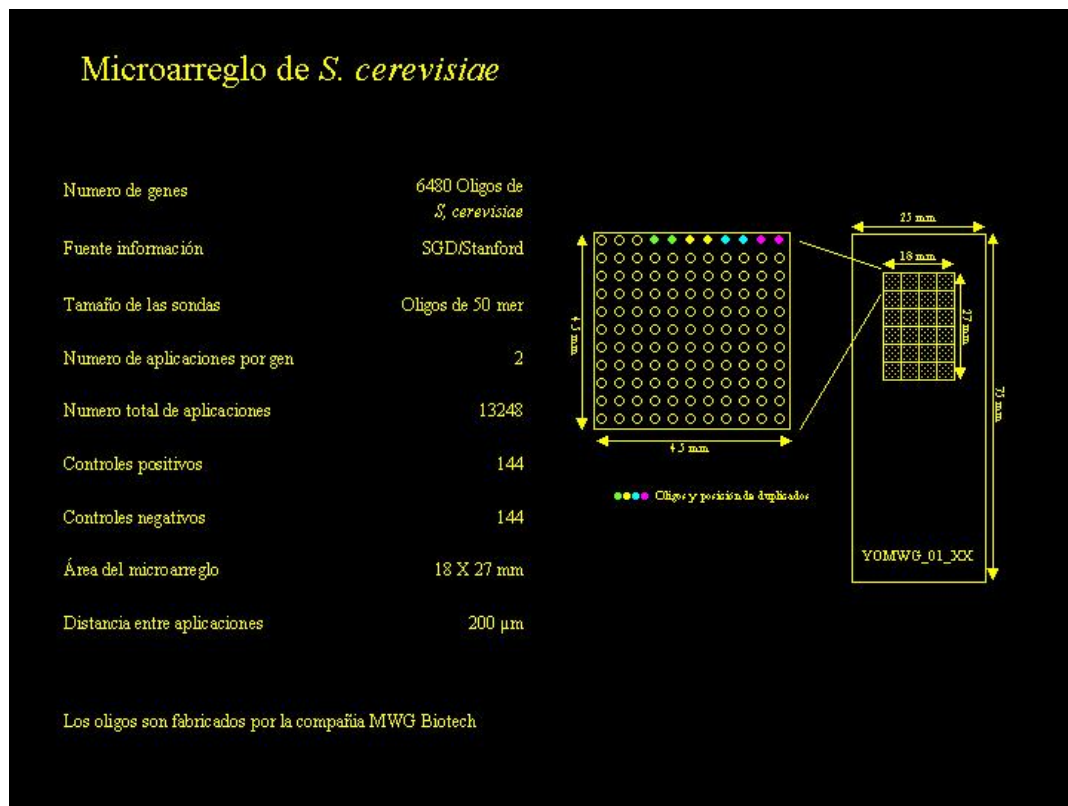 Microarreglo de S. cerevisiae
Numero de genes 6480 Oligos de
S, cerevisiae
Fuente información SGD/Stanford
Tamaño de las sondas Oligos de 50 mer
Numero de aplicaciones por gen 2
Numero total de aplicaciones 13248
Controles positivos 144
Controles negativos 144
Área del microarreglo 18 X 27 mm
Distancia entre aplicaciones 200 µm
Los oligos son fabricados por la compañia MWG Biotech
4.5 mm
4.5 mm
Oligos y posición de duplicados
25 mm
18 mm
27 mm
75 mm
YOMWG_01_XX